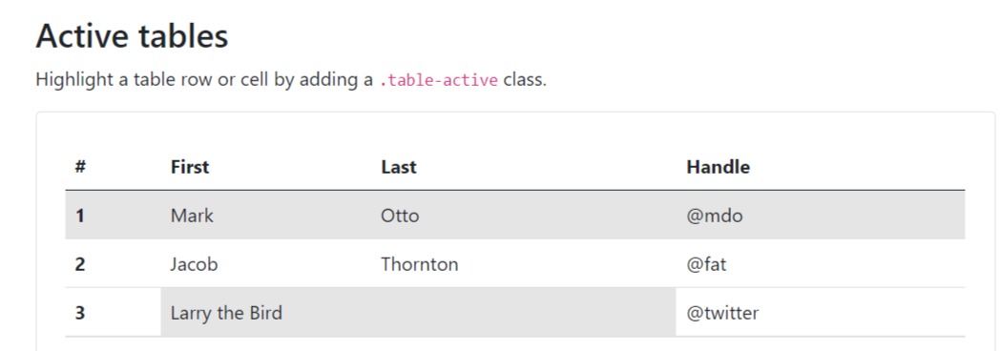 Active tables
Highlight a table row or cell by adding a .table-active class.
# First Last Handle
1 Mark Otto @mdo
2 Jacob Thornton @fat
3 Larry the Bird @twitter